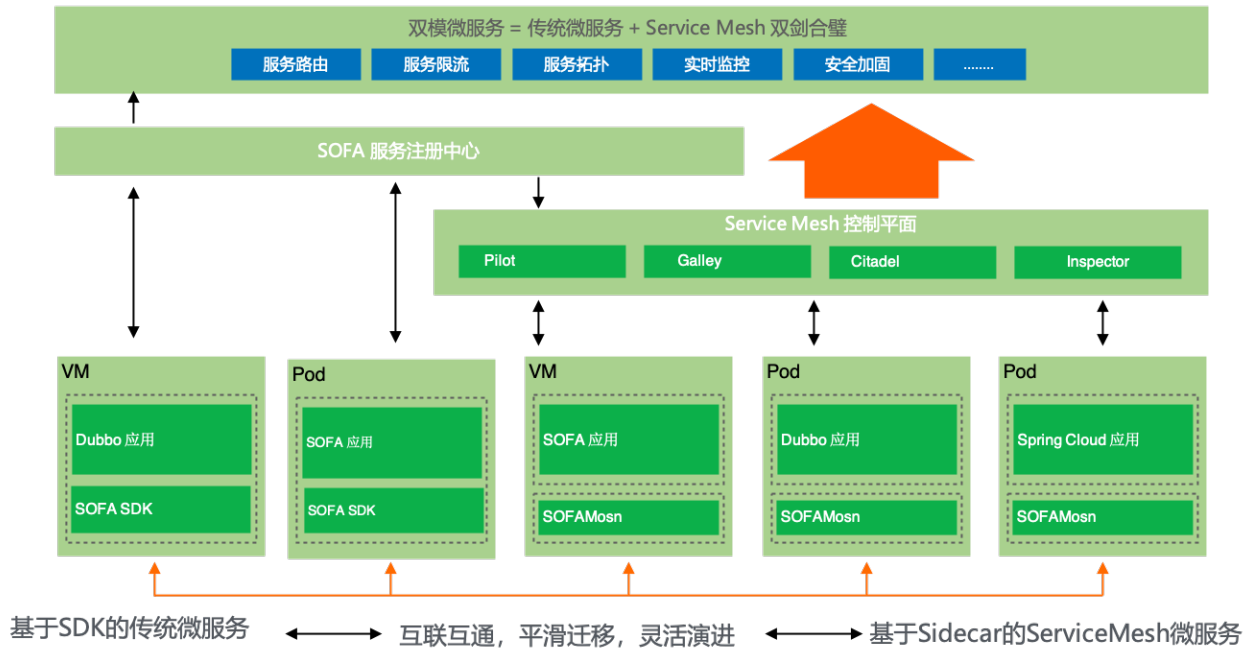 双模微服务 = 传统微服务 + Service Mesh 双剑合璧
服务路由
服务限流
服务拓扑
实时监控
安全加固
........
SOFA 服务注册中心
Service Mesh 控制平面
Pilot
Galley
Citadel
Inspector
VM
Dubbo 应用
SOFA SDK
Pod
SOFA 应用
SOFA SDK
VM
SOFA 应用
SOFAMosn
Pod
Dubbo 应用
SOFAMosn
Pod
Spring Cloud 应用
SOFAMosn
基于SDK的传统微服务
互联互通，平滑迁移，灵活演进
基于Sidecar的ServiceMesh微服务